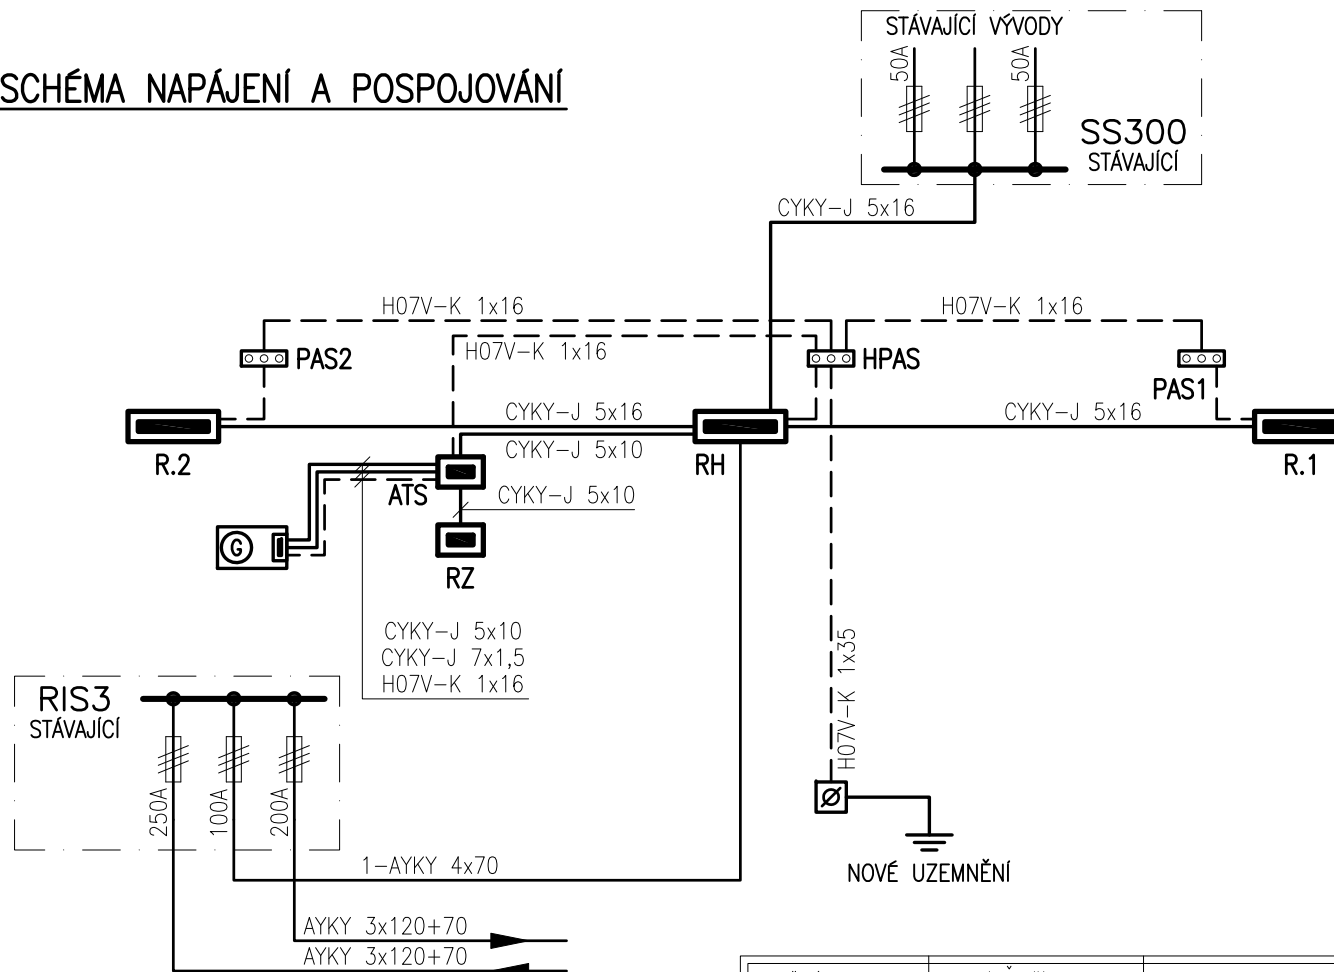 SCHÉMA NAPÁJENÍ A POSPOJOVÁNÍ
STÁVAJÍCÍ VÝVODY
50A
50A
SS300
STÁVAJÍCÍ
CYKY-J 5x16
H07V-K 1x16
H07V-K 1x16
H07V-K 1x16
PAS2
HPAS
PAS1
CYKY-J 5x16
CYKY-J 5x16
CYKY-J 5x10
R.2
RH
R.1
ATS
CYKY-J 5x10
G
RZ
CYKY-J 5x10
CYKY-J 7x1,5
H07V-K 1x16
H07V-K 1x35
RIS3
STÁVAJÍCÍ
250A
100A
200A
1-AYKY 4x70
NOVÉ UZEMNĚNÍ
AYKY 3x120+70
AYKY 3x120+70